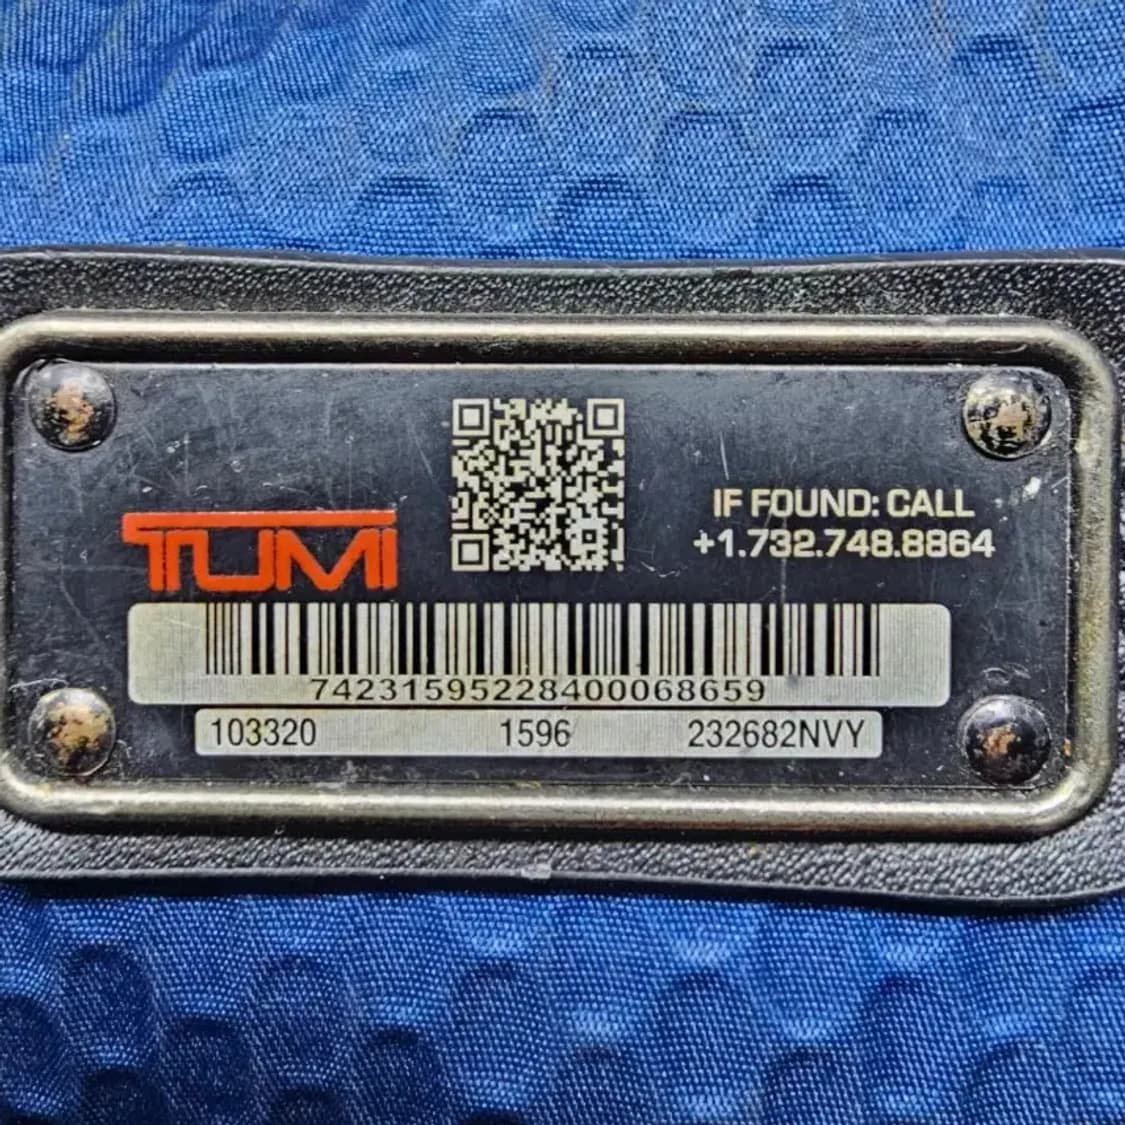 IF FOUND: CALL
+1.732.748.8864
TUMI
74231595228400068659
103320 1596 232682NVY